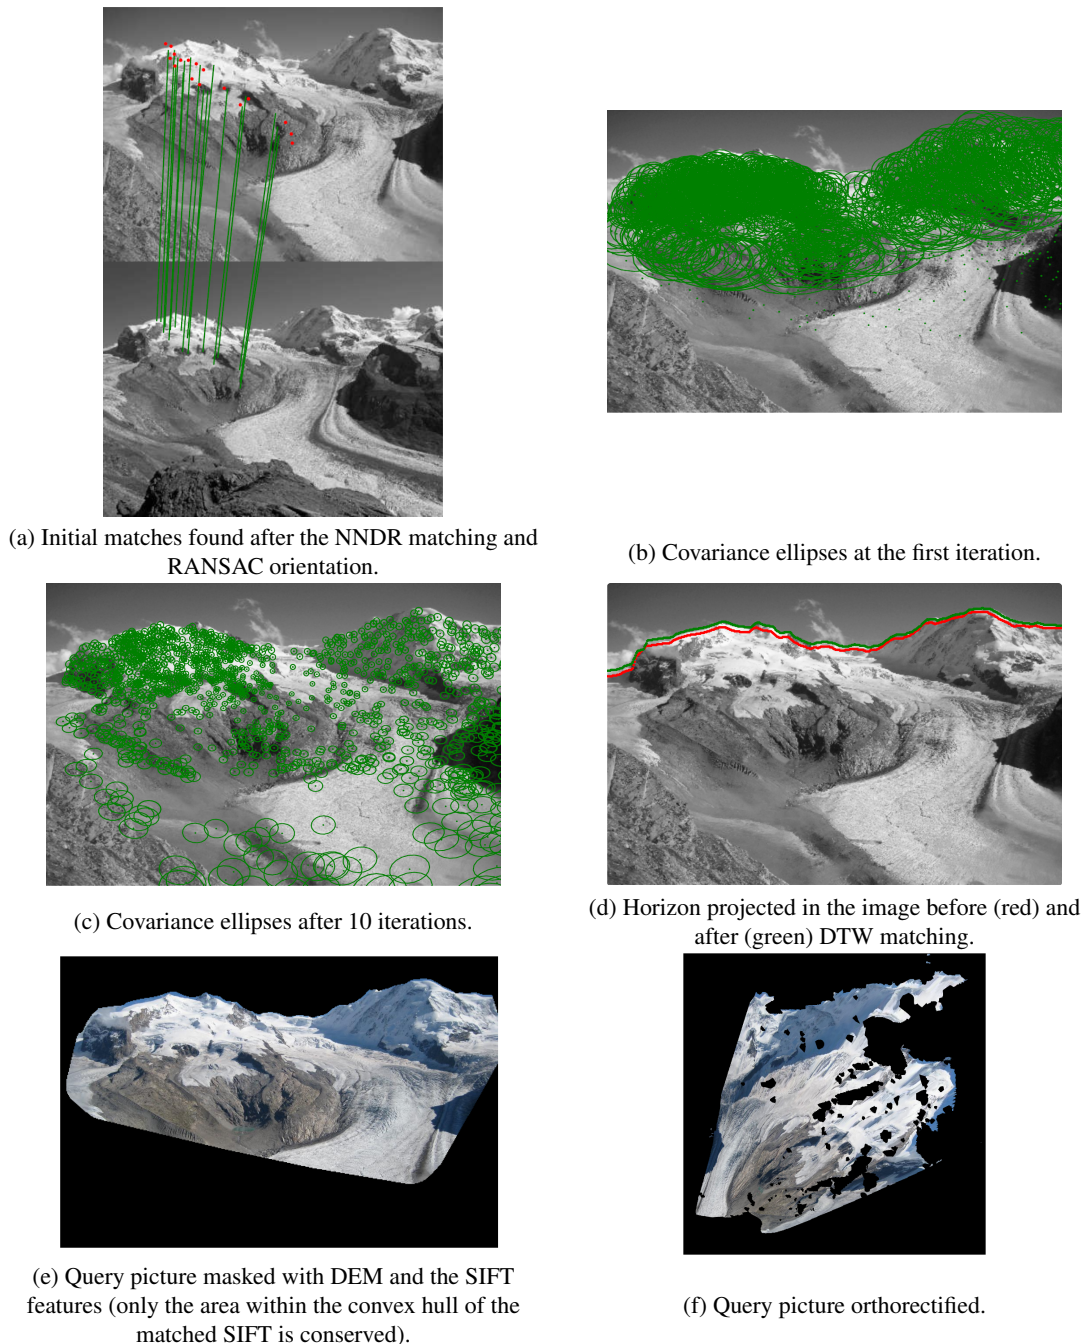 (a) Initial matches found after the NNDR matching and
RANSAC orientation.
(b) Covariance ellipses at the first iteration.
(c) Covariance ellipses after 10 iterations.
(d) Horizon projected in the image before (red) and
after (green) DTW matching.
(e) Query picture masked with DEM and the SIFT
features (only the area within the convex hull of the
matched SIFT is conserved).
(f) Query picture orthorectified.